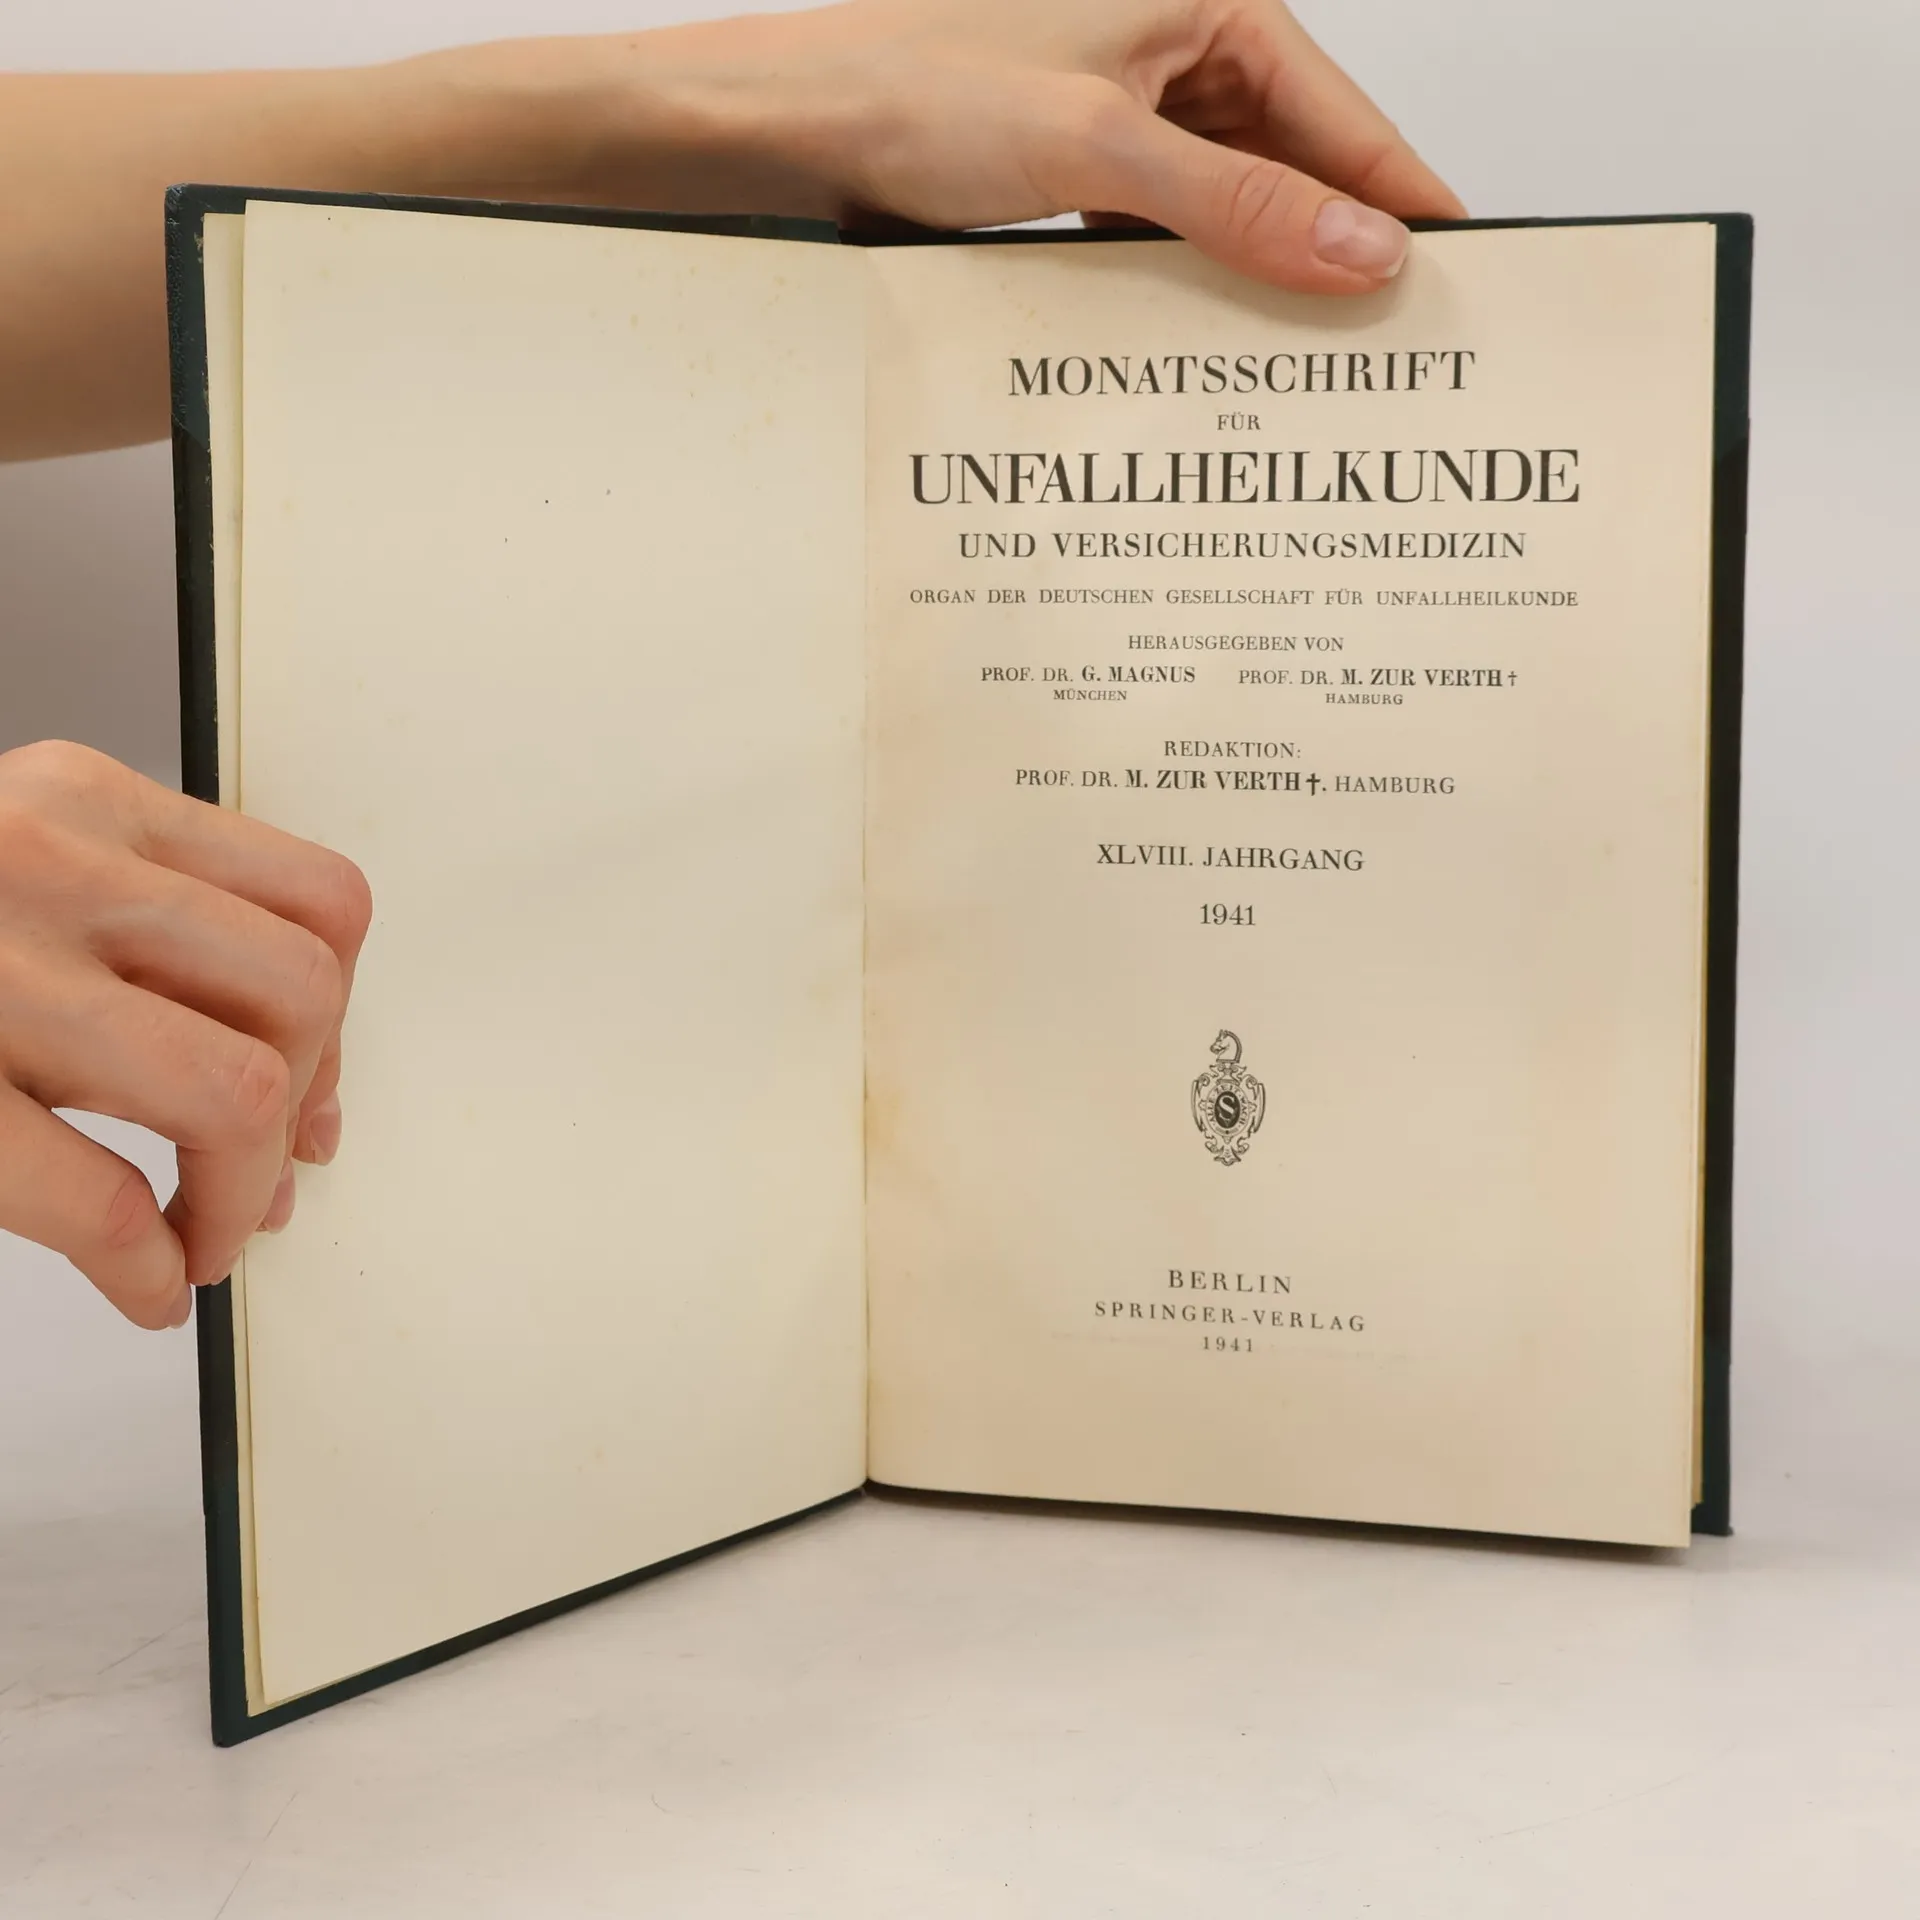 MONATSSCHRIFT
FÜR
UNFALLHEILKUNDE
UND VERSICHERUNGSMEDIZIN
ORGAN DER DEUTSCHEN GESELLSCHAFT FÜR UNFALLHEILKUNDE
HERAUSGEGEBEN VON
PROF. DR. G. MAGNUS PROF. DR. M. ZUR VERTH †
MÜNCHEN HAMBURG
REDAKTION:
PROF. DR. M. ZUR VERTH †. HAMBURG
XLVIII. JAHRGANG
1941
S
BERLIN
SPRINGER-VERLAG
1941